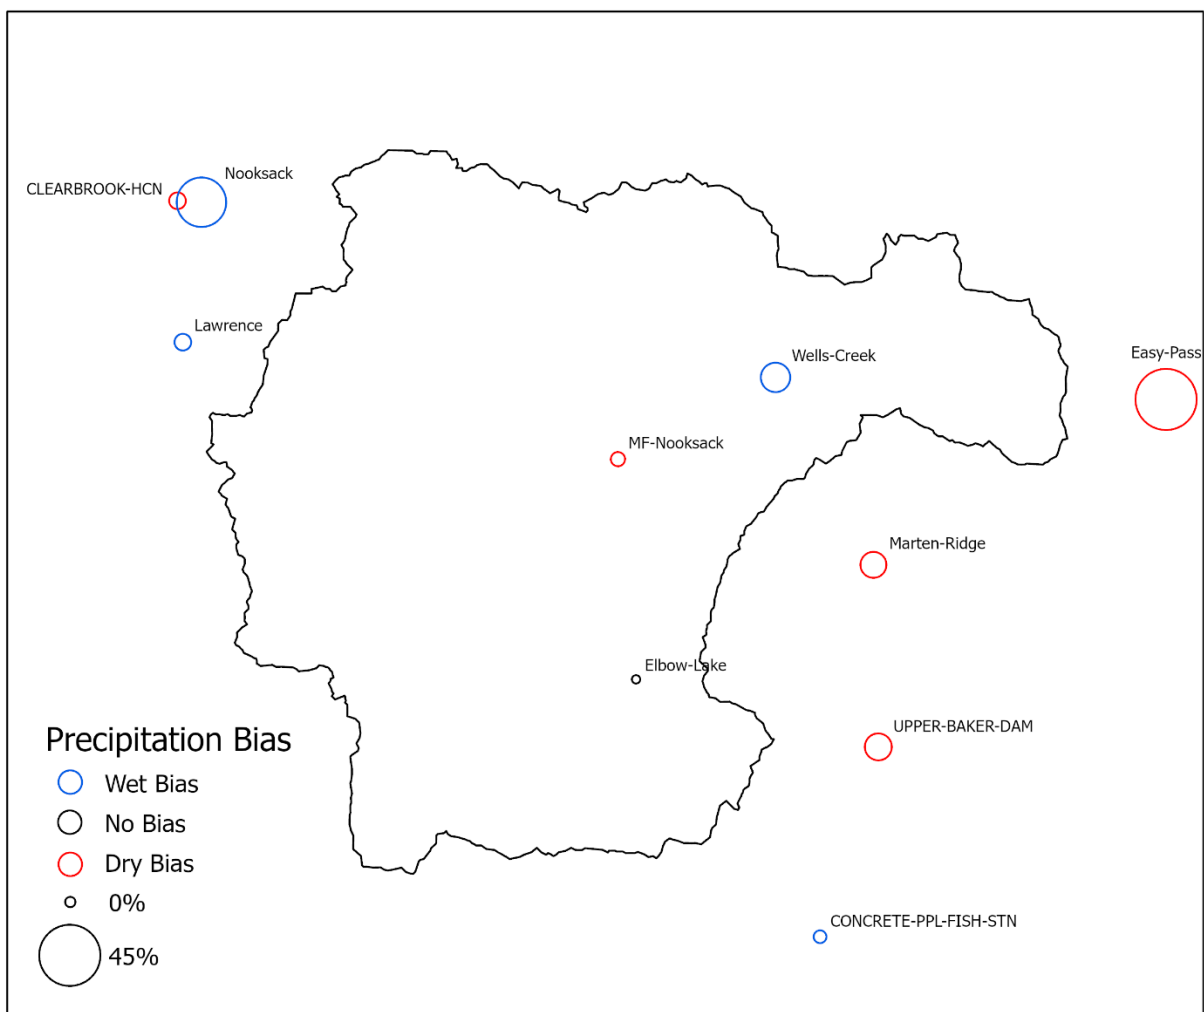 Nooksack
CLEARBROOK-HCN
Lawrence
Easy-Pass
Wells-Creek
MF-Nooksack
Marten-Ridge
Elbow-Lake
UPPER-BAKER-DAM
CONCRETE-PPL-FISH-STN
Precipitation Bias
Wet Bias
No Bias
Dry Bias
0%
45%